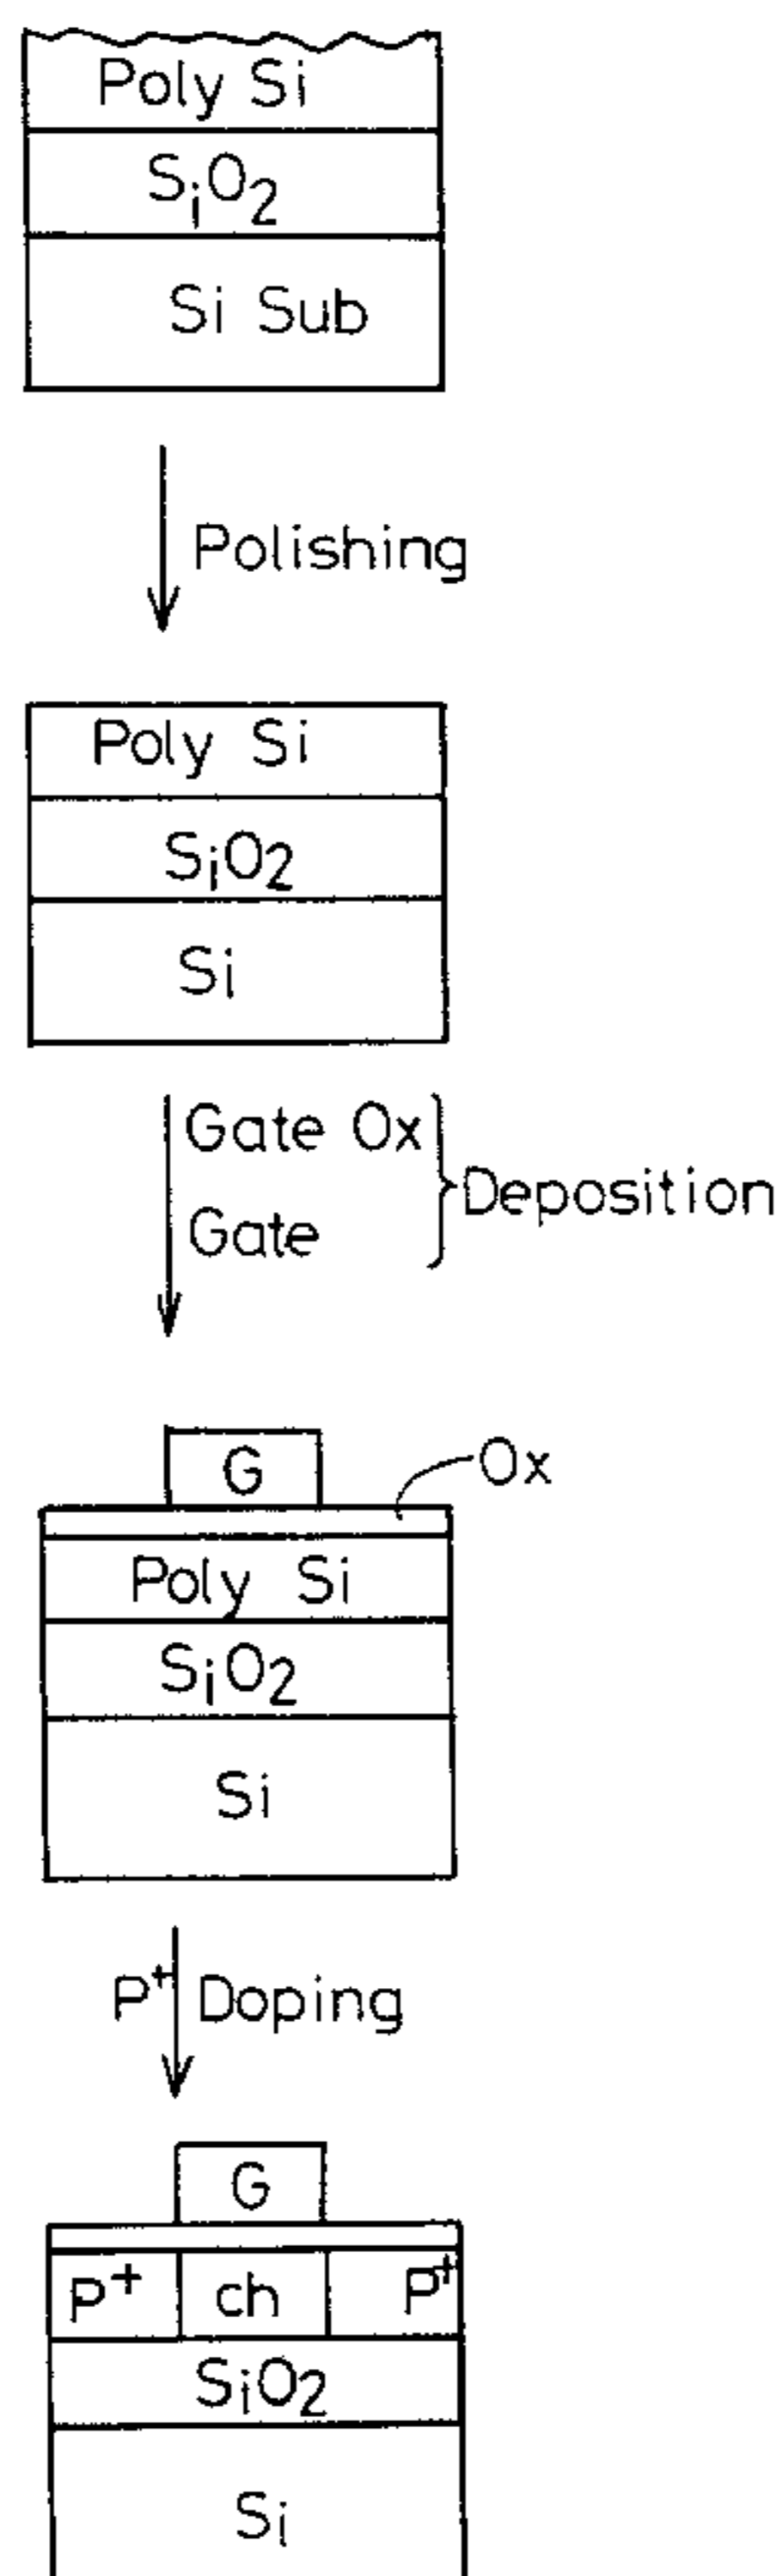 Poly Si
SiO2
Si Sub
Polishing
Poly Si
SiO2
Si
Gate Ox
Gate
Deposition
G
Ox
Poly Si
SiO2
Si
P+ Doping
G
P+ ch P+
SiO2
Si